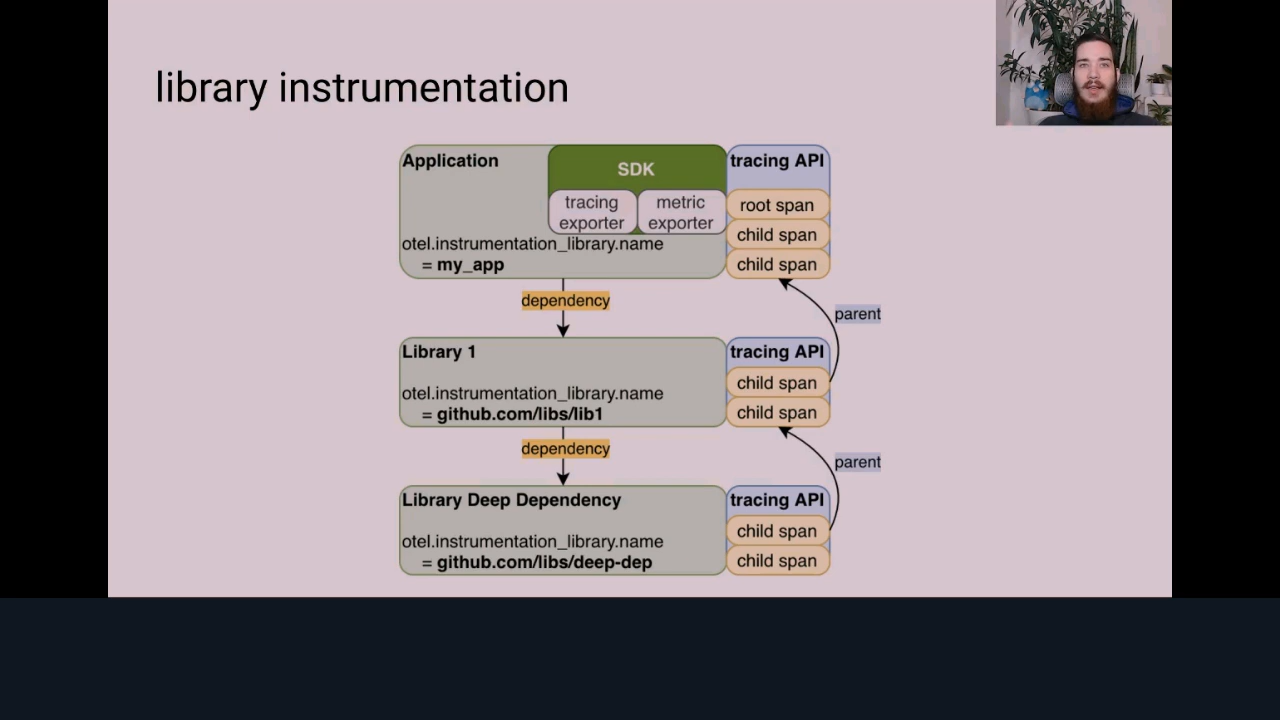 library instrumentation
Application
SDK
tracing API
tracing
exporter
metric
exporter
root span
child span
child span
otel.instrumentation_library.name
= my_app
dependency
parent
Library 1
tracing API
otel.instrumentation_library.name
= github.com/libs/lib1
child span
child span
dependency
parent
Library Deep Dependency
tracing API
otel.instrumentation_library.name
= github.com/libs/deep-dep
child span
child span